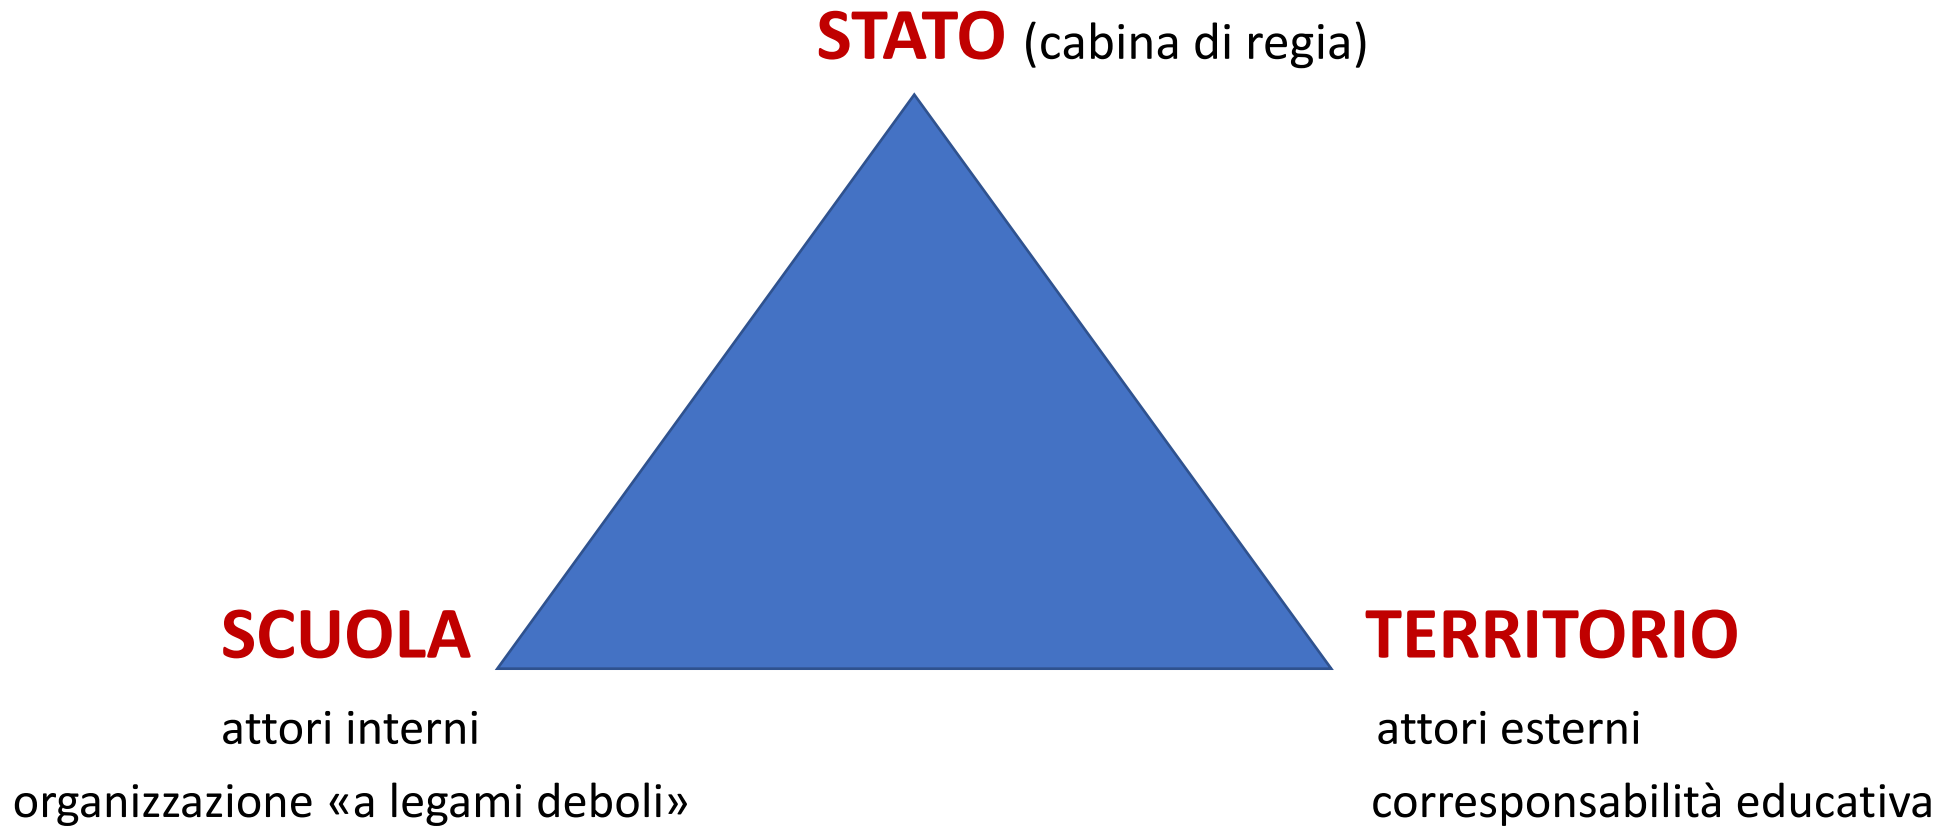 STATO (cabina di regia)
SCUOLA
attori interni
organizzazione «a legami deboli»
TERRITORIO
attori esterni
corresponsabilità educativa